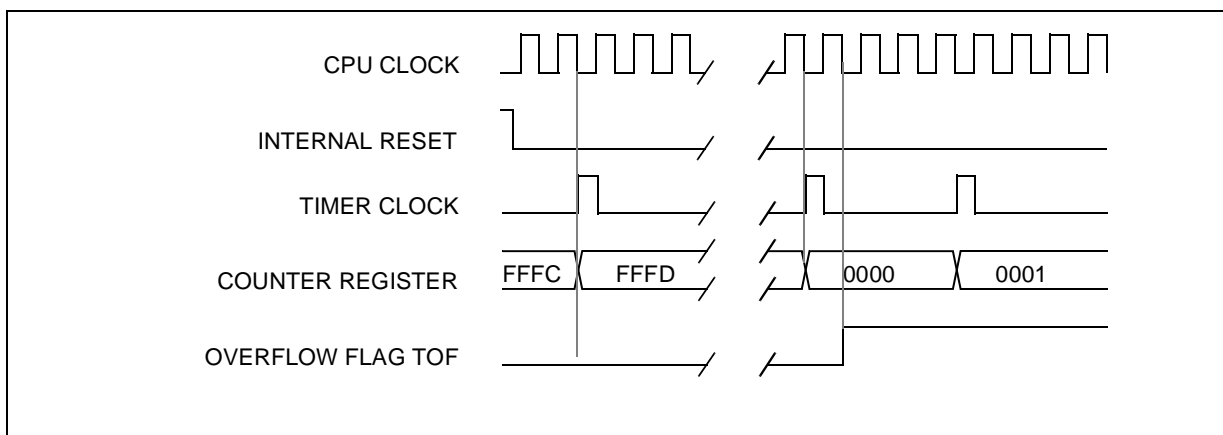 CPU CLOCK
INTERNAL RESET
TIMER CLOCK
COUNTER REGISTER FFFC FFFD 0000 0001
OVERFLOW FLAG TOF